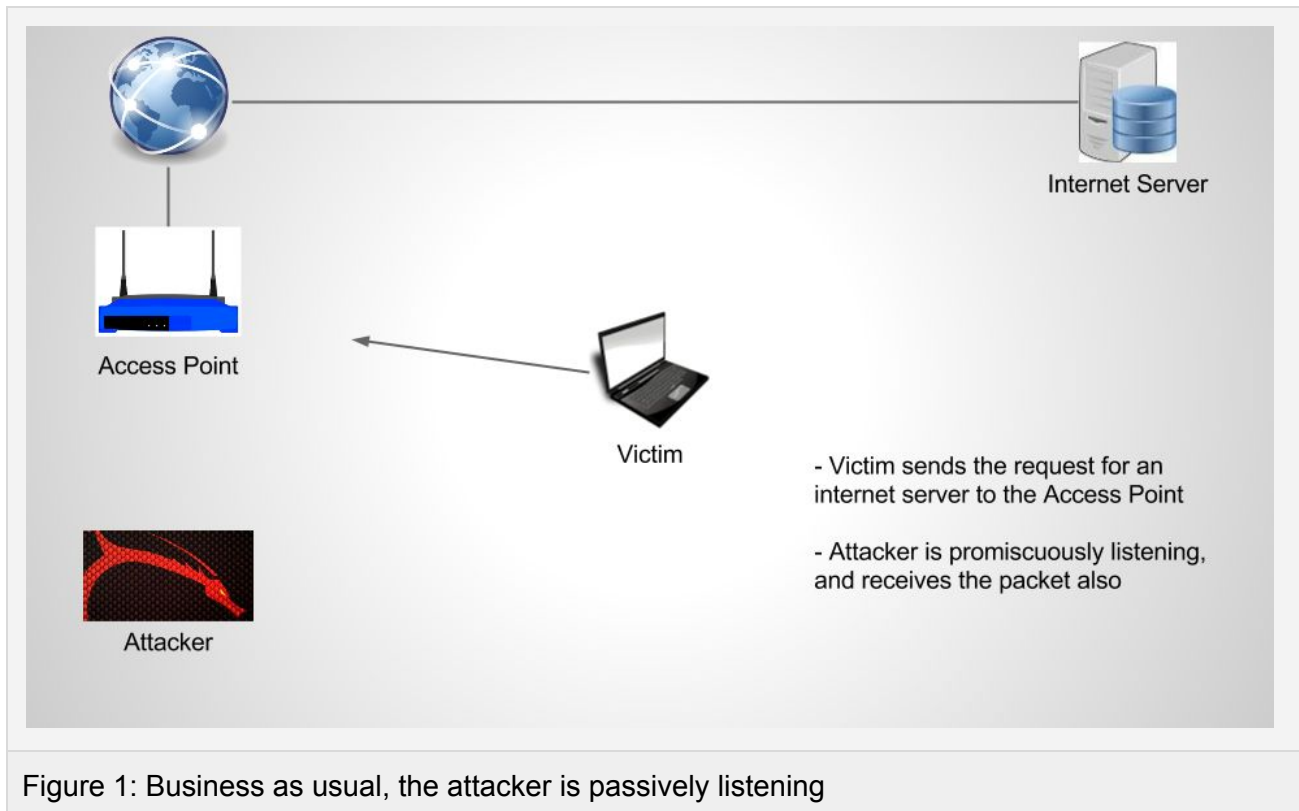 Internet Server
Access Point
Victim
- Victim sends the request for an
internet server to the Access Point
- Attacker is promiscuously listening,
and receives the packet also
Attacker
Figure 1: Business as usual, the attacker is passively listening